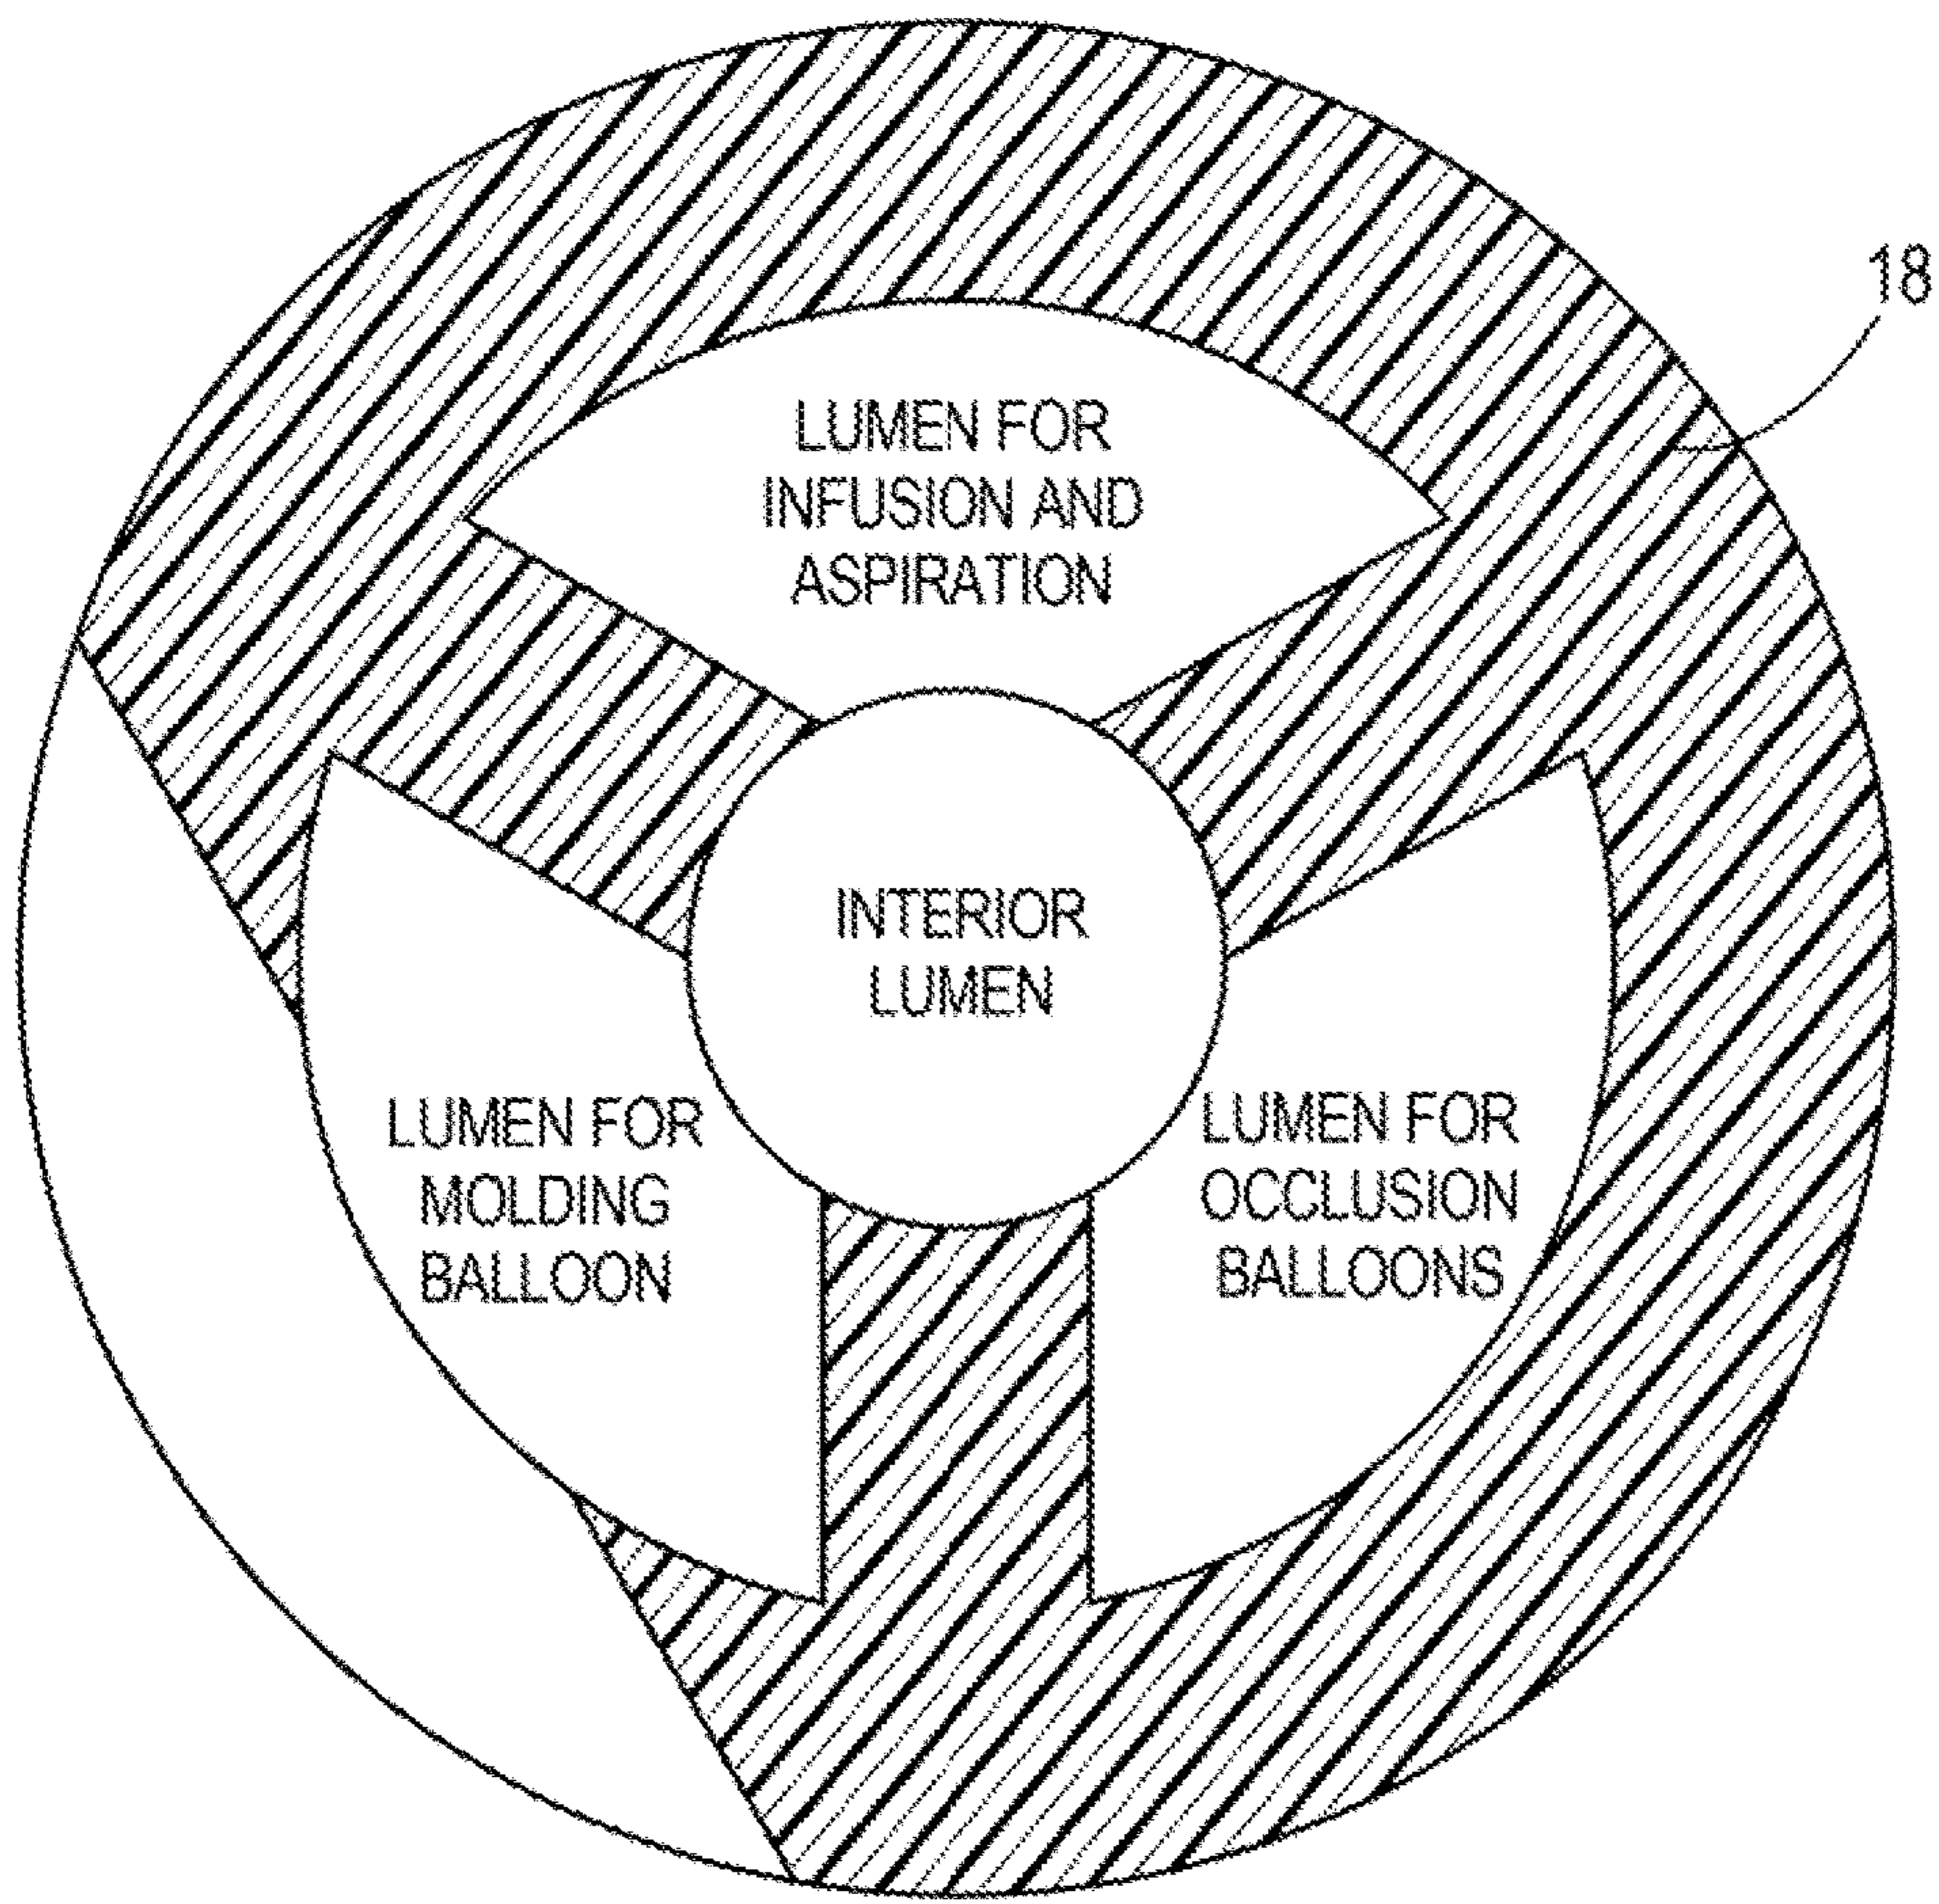 18
LUMEN FOR
INFUSION AND
ASPIRATION
INTERIOR
LUMEN
LUMEN FOR
MOLDING
BALLOON
LUMEN FOR
OCCLUSION
BALLOONS